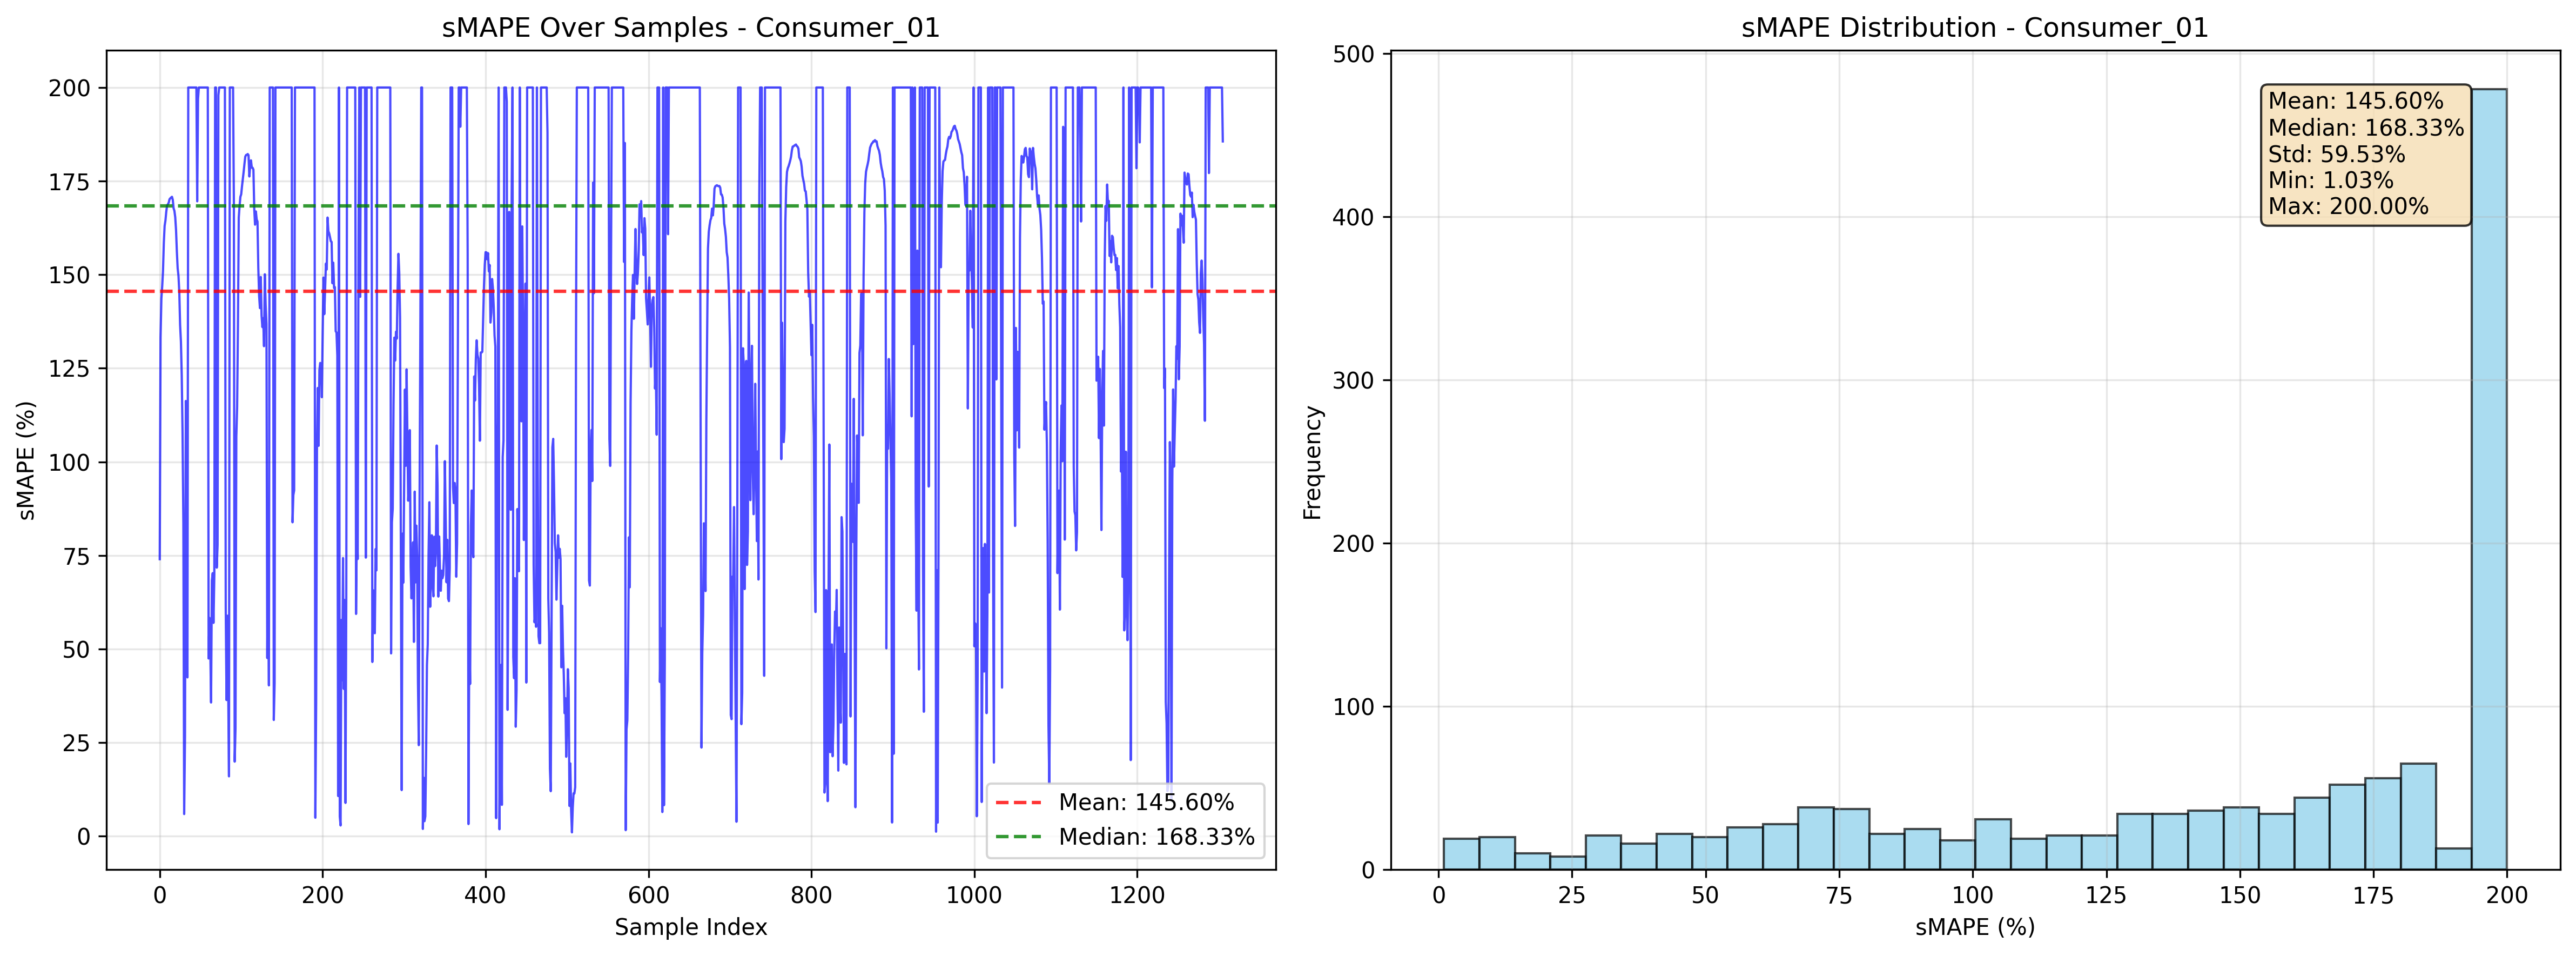 sMAPE Over Samples - Consumer_01
sMAPE (%)
200
175
150
125
100
75
50
25
0
0 200 400 600 800 1000 1200
Sample Index
Mean: 145.60%
Median: 168.33%
sMAPE Distribution - Consumer_01
Frequency
500
400
300
200
100
0
0 25 50 75 100 125 150 175 200
sMAPE (%)
Mean: 145.60%
Median: 168.33%
Std: 59.53%
Min: 1.03%
Max: 200.00%